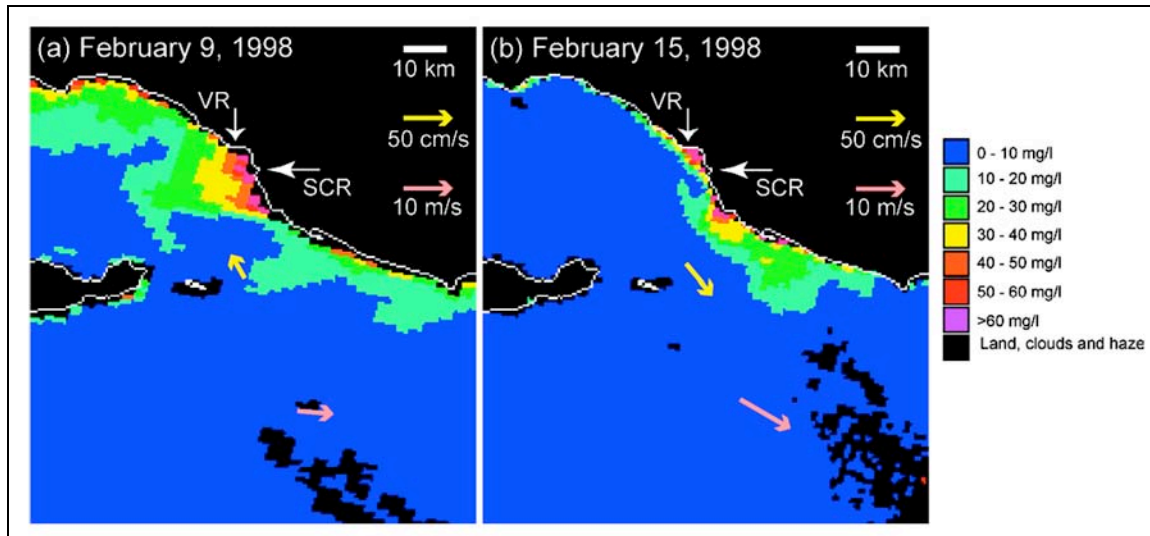 (a) February 9, 1998
10 km
VR
50 cm/s
SCR
10 m/s
(b) February 15, 1998
10 km
VR
50 cm/s
SCR
10 m/s
0 - 10 mg/l
10 - 20 mg/l
20 - 30 mg/l
30 - 40 mg/l
40 - 50 mg/l
50 - 60 mg/l
>60 mg/l
Land, clouds and haze